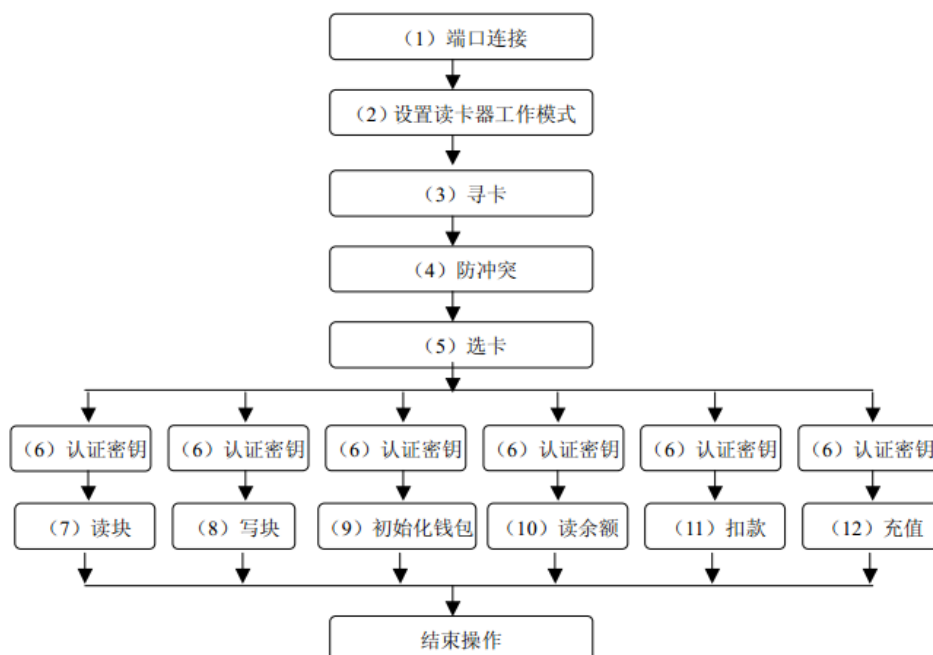 （1）端口连接
（2）设置读卡器工作模式
（3）寻卡
（4）防冲突
（5）选卡
（6）认证密钥 （6）认证密钥 （6）认证密钥 （6）认证密钥 （6）认证密钥 （6）认证密钥
（7）读块 （8）写块 （9）初始化钱包 （10）读余额 （11）扣款 （12）充值
结束操作